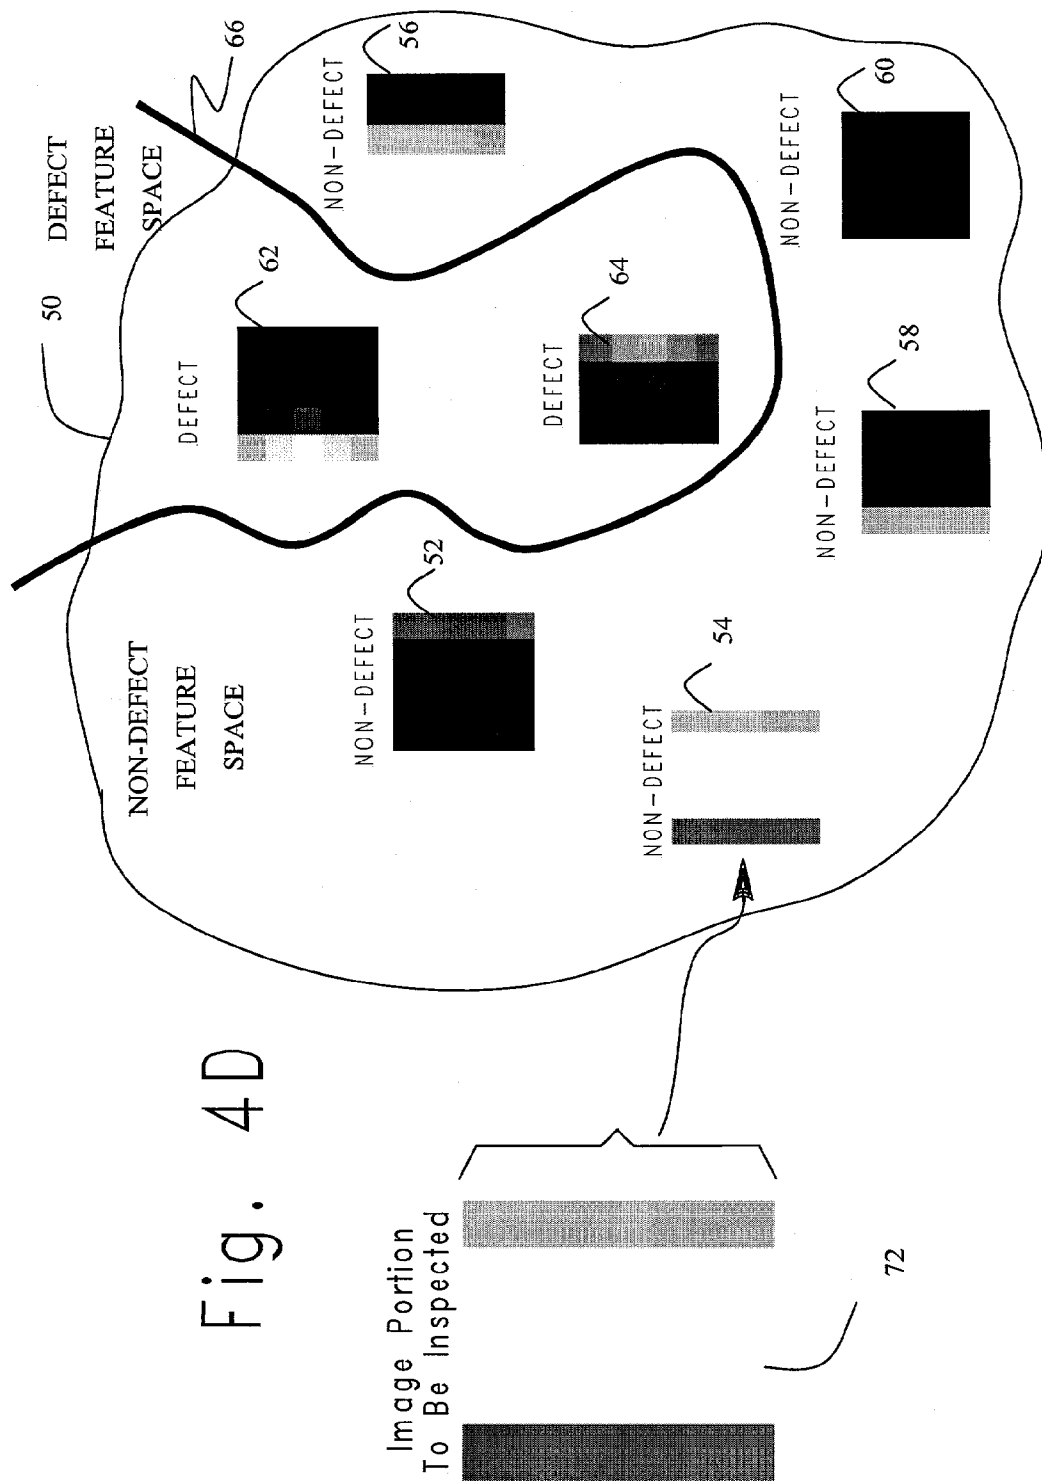 Fig. 4D
Image Portion
To Be Inspected
72
50
DEFECT
FEATURE
SPACE
66
NON-DEFECT
FEATURE
SPACE
DEFECT
62
NON-DEFECT
56
NON-DEFECT
52
DEFECT
64
NON-DEFECT
54
NON-DEFECT
58
NON-DEFECT
60